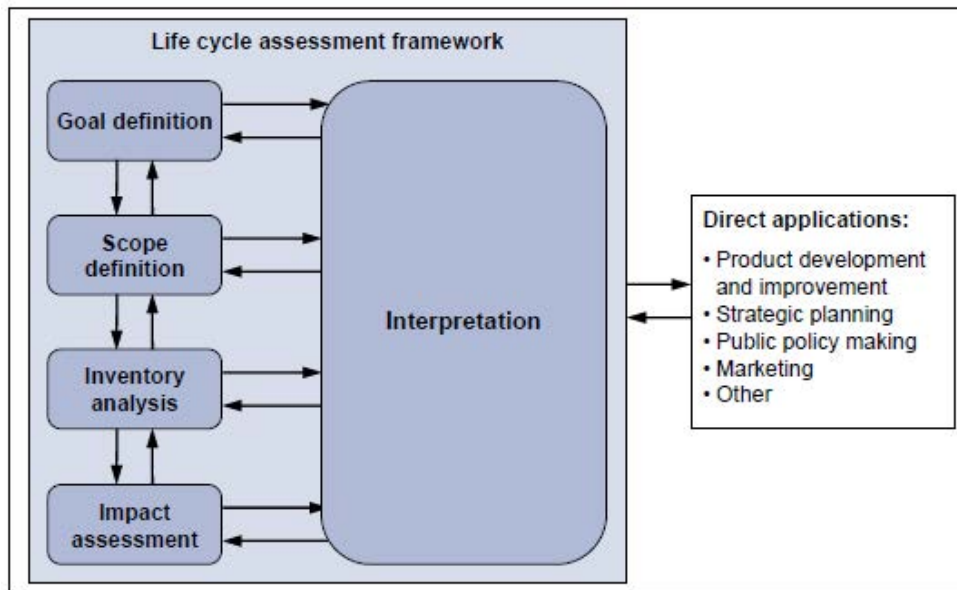 Life cycle assessment framework
Goal definition
Scope
definition
Inventory
analysis
Impact
assessment
Interpretation
Direct applications:
• Product development
and improvement
• Strategic planning
• Public policy making
• Marketing
• Other